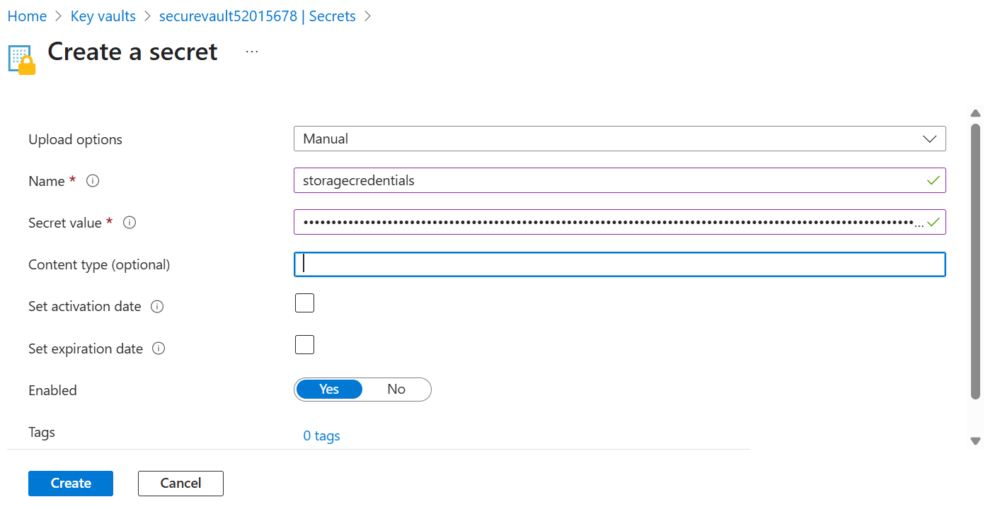 Home > Key vaults > securevault52015678 | Secrets >
Create a secret ...
Upload options Manual
Name * storagecredentials
Secret value * ••••••••••••••••••••••••••••••••••••••••••••••••••••••••••••••••••••••••••••••••••••••••••••••••••••••••••••...
Content type (optional)
Set activation date
Set expiration date
Enabled Yes No
Tags 0 tags
Create Cancel